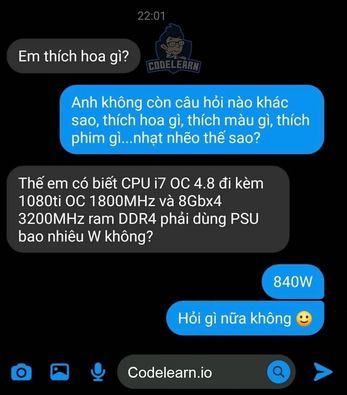 22:01
CODELEARN
Em thích hoa gì?
Anh không còn câu hỏi nào khác
sao, thích hoa gì, thích màu gì, thích
phim gì...nhạt nhẽo thế sao?
Thế em có biết CPU i7 OC 4.8 đi kèm
1080ti OC 1800MHz và 8Gbx4
3200MHz ram DDR4 phải dùng PSU
bao nhiêu W không?
840W
Hỏi gì nữa không 🙂
Codelearn.io